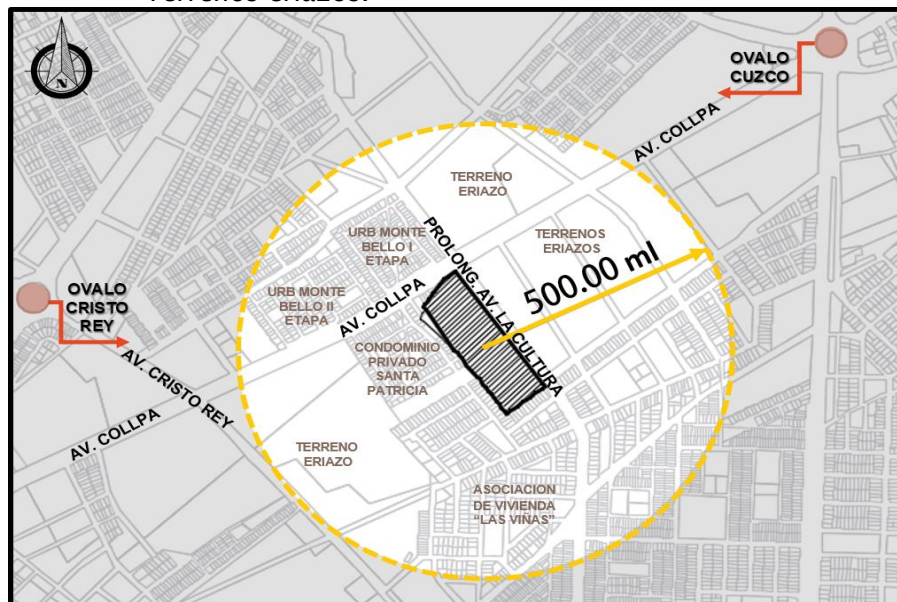 Terrenos eriazos.
N
OVALO
CUZCO
AV. COLLPA
TERRENO
ERIAZO
PROLONG. AV. LA CULTURA
URB MONTE
BELLO I
ETAPA
TERRENOS
ERIAZOS
500.00 ml
OVALO
CRISTO
REY
URB MONTE
BELLO II
ETAPA
AV. COLLPA
CONDOMINIO
PRIVADO
SANTA
PATRICIA
AV. CRISTO REY
AV. COLLPA
TERRENO
ERIAZO
ASOCIACION
DE VIVIENDA
“LAS VIÑAS”